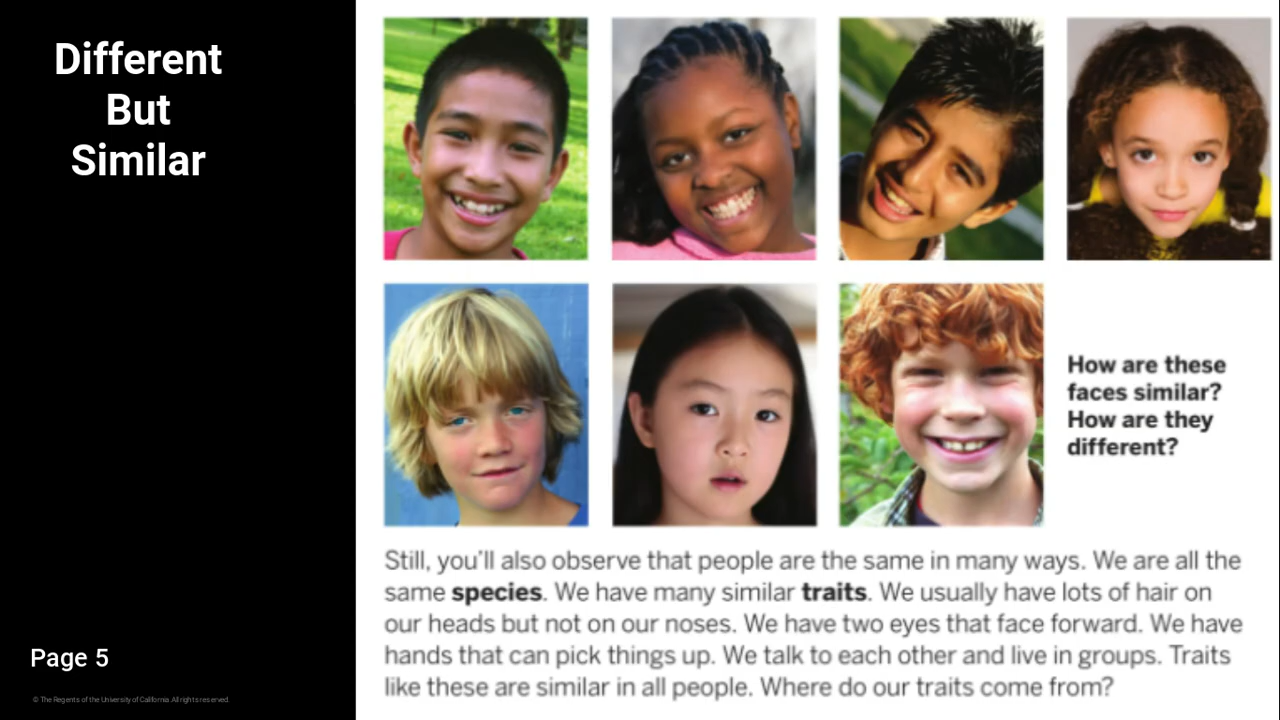 Different
But
Similar
How are these
faces similar?
How are they
different?
Still, you'll also observe that people are the same in many ways. We are all the
same species. We have many similar traits. We usually have lots of hair on
our heads but not on our noses. We have two eyes that face forward. We have
hands that can pick things up. We talk to each other and live in groups. Traits
like these are similar in all people. Where do our traits come from?
Page 5
© The Regents of the University of California All rights reserved.